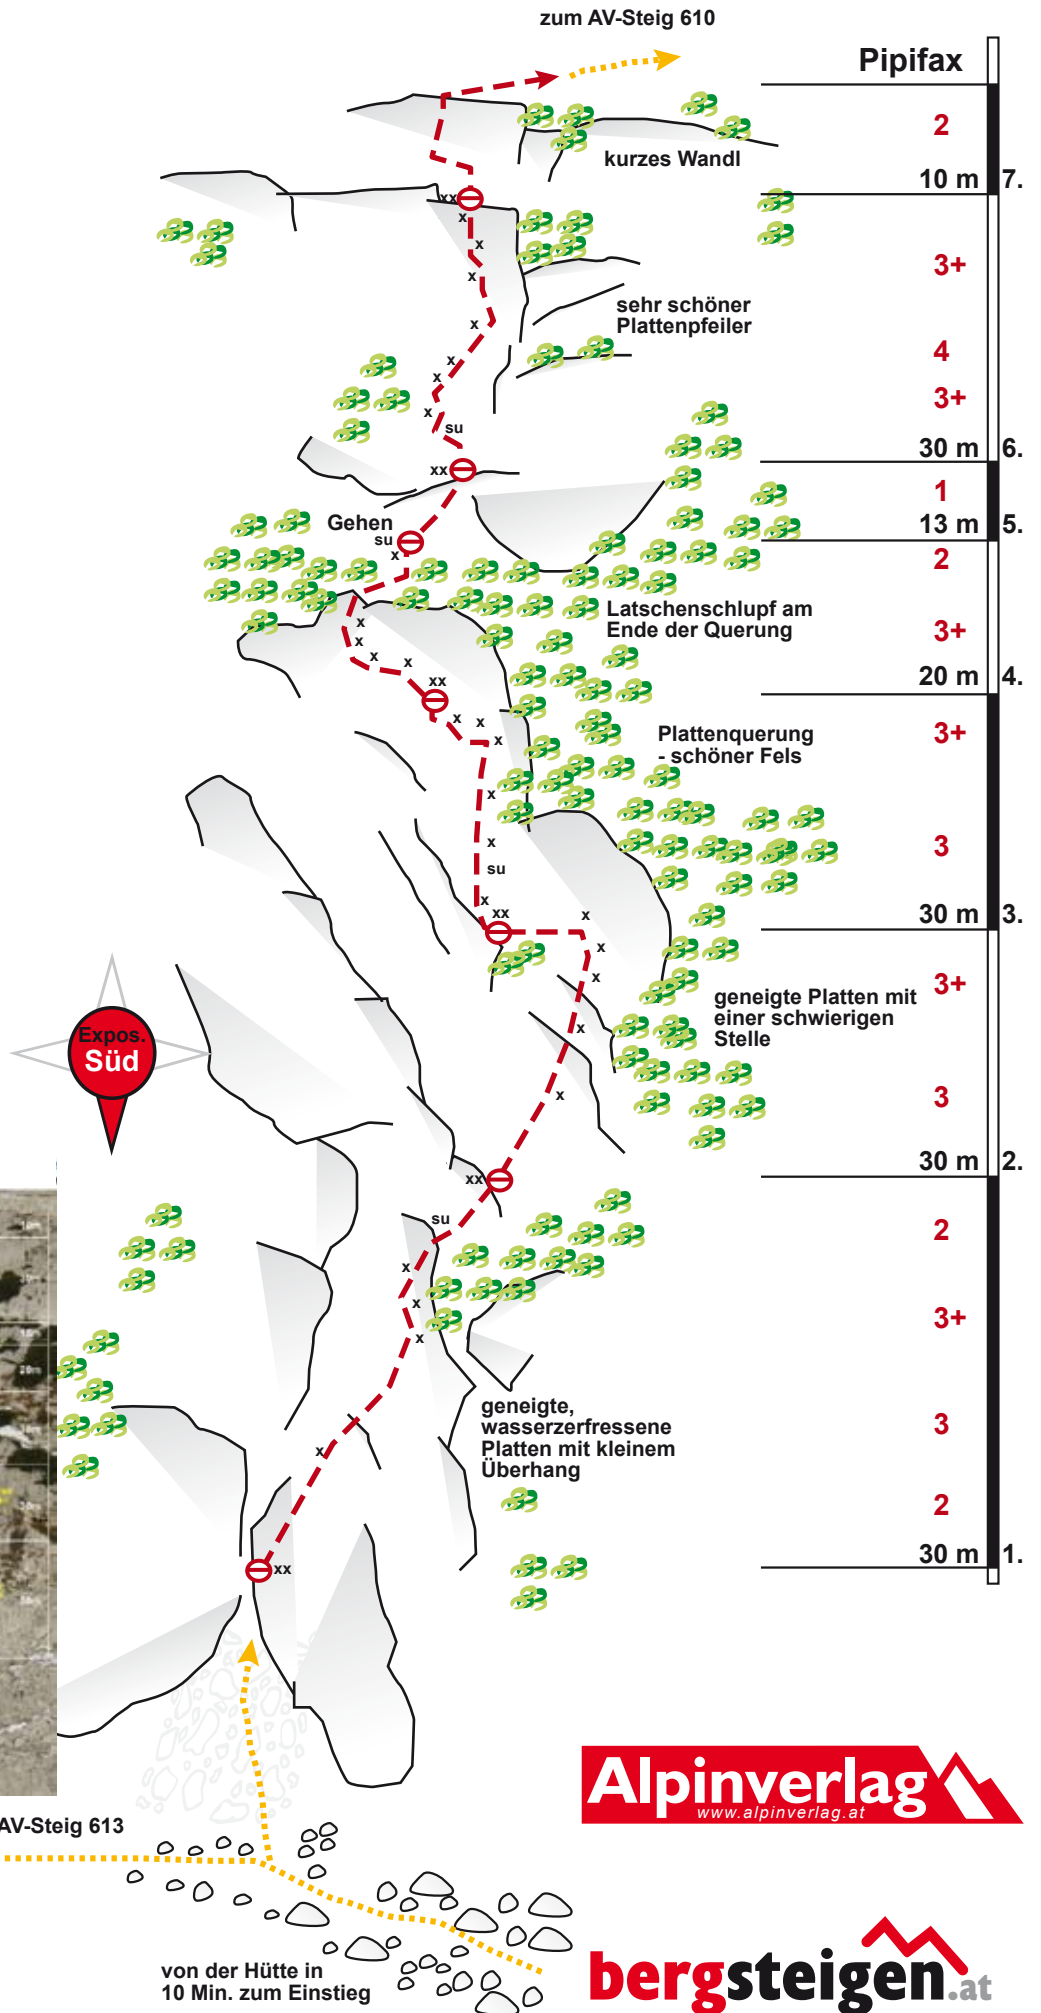 zum AV-Steig 610
Pipifax
2
kurzes Wandl
10 m 7.
xx
x
x
3+
x
sehr schöner
Plattenpfeiler
x
4
x
x
3+
x
su
30 m 6.
xx
1
Gehen
13 m 5.
su
x
2
Latschenschlupf am
Ende der Querung
x
3+
x
x
x
20 m 4.
xx
x
x
3+
Plattenquerung
- schöner Fels
x
x
x
3
su
x
30 m 3.
xx
x
x
x
3+
geneigte Platten mit
einer schwierigen
Stelle
x
Expos.
Süd
x
3
30 m 2.
xx
su
2
x
x
3+
x
geneigte,
wasserzerfressene
Platten mit kleinem
Überhang
3
x
2
30 m 1.
xx
Alpinverlag
www.alpinverlag.at
AV-Steig 613
von der Hütte in
10 Min. zum Einstieg
bergsteigen.at